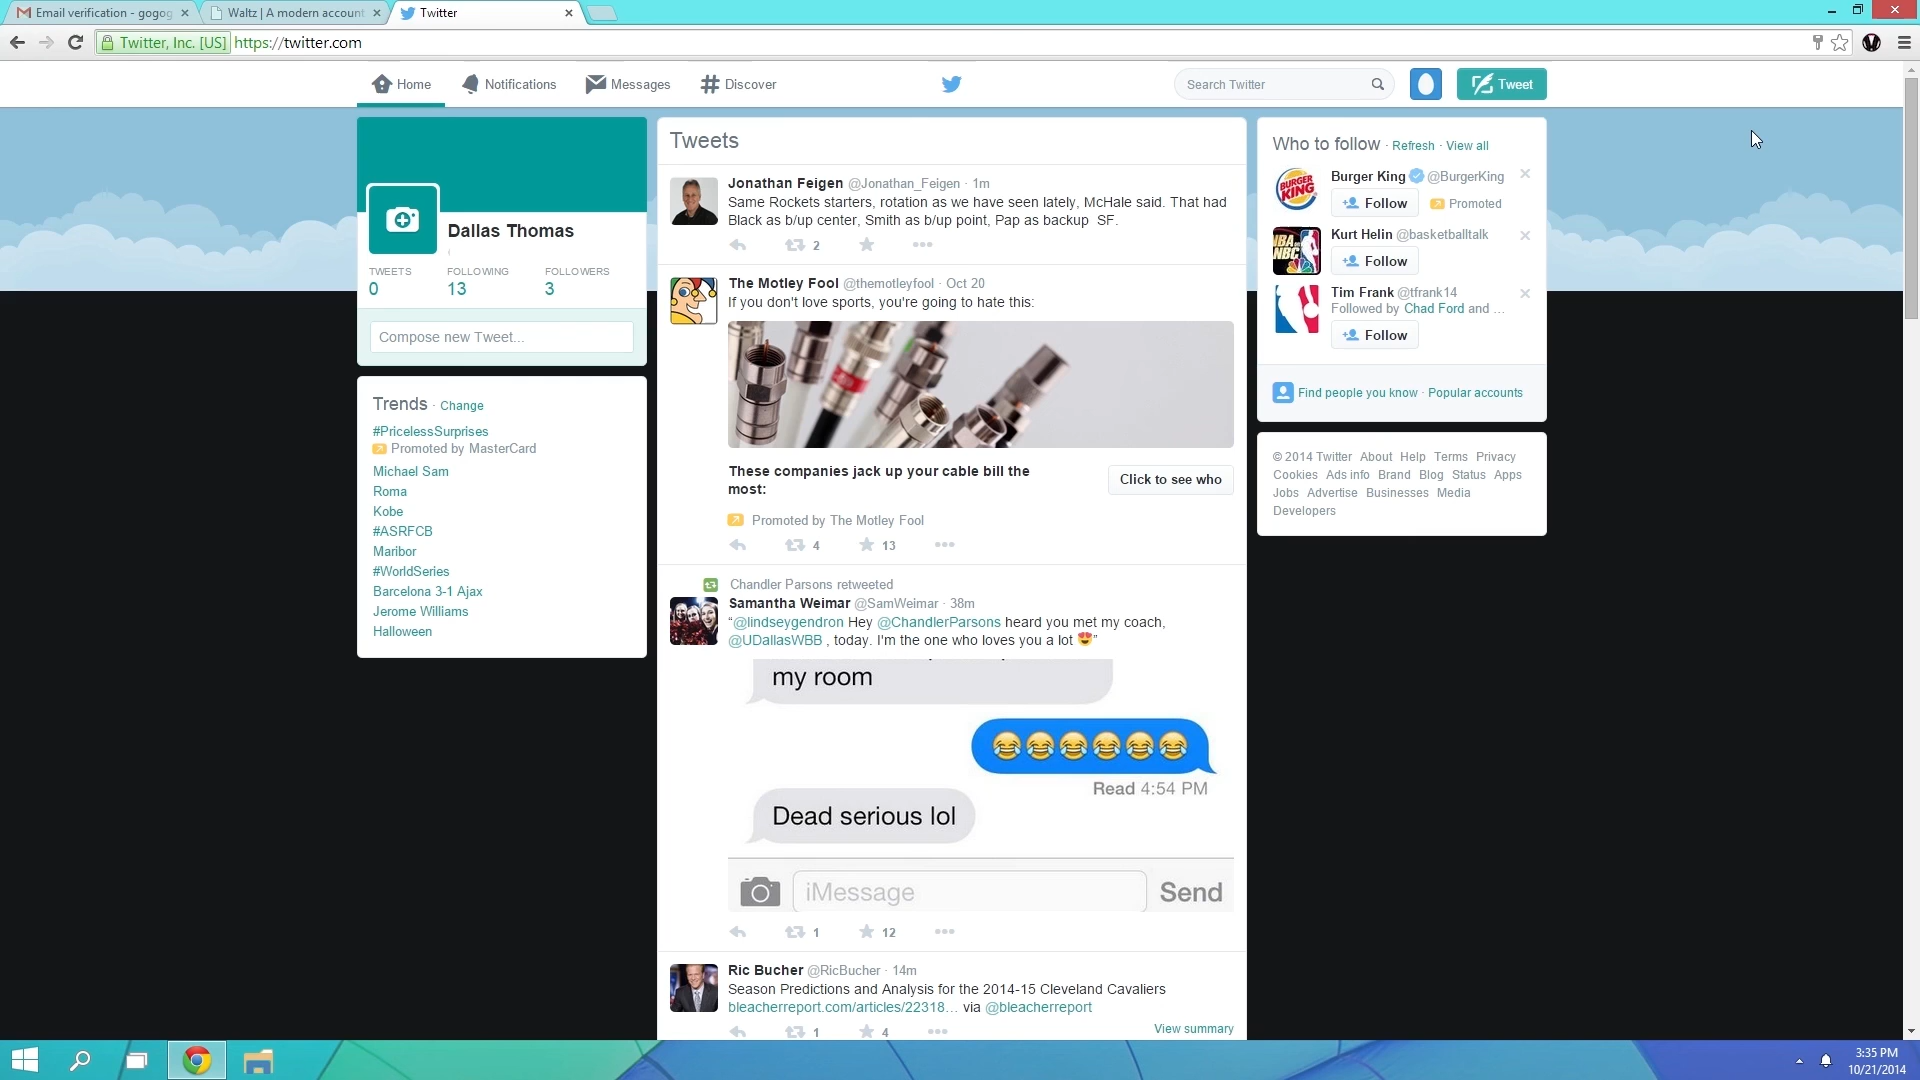 Email verification - gogog
Waltz | A modern account
Twitter
Twitter, Inc. [US] https://twitter.com
Home Notifications Messages Discover
Search Twitter
Tweet
Dallas Thomas
TWEETS FOLLOWING FOLLOWERS
0 13 3
Compose new Tweet...
Trends · Change
#PricelessSurprises
Promoted by MasterCard
Michael Sam
Roma
Kobe
#ASRFCB
Maribor
#WorldSeries
Barcelona 3-1 Ajax
Jerome Williams
Halloween
Tweets
Jonathan Feigen @Jonathan_Feigen · 1m
Same Rockets starters, rotation as we have seen lately, McHale said. That had
Black as b/up center, Smith as b/up point, Pap as backup SF.
2
The Motley Fool @themotleyfool · Oct 20
If you don't love sports, you're going to hate this:
These companies jack up your cable bill the
most:
Click to see who
Promoted by The Motley Fool
4 13
Chandler Parsons retweeted
Samantha Weimar @SamWeimar · 38m
“@lindseygendron Hey @ChandlerParsons heard you met my coach,
@UDallasWBB , today. I'm the one who loves you a lot 😍”
my room
😂😂😂😂😂😂
Read 4:54 PM
Dead serious lol
iMessage Send
1 12
Ric Bucher @RicBucher · 14m
Season Predictions and Analysis for the 2014-15 Cleveland Cavaliers
bleacherreport.com/articles/22318... via @bleacherreport
1 4
View summary
Who to follow · Refresh · View all
BURGER KING
Burger King @BurgerKing
Follow Promoted
NBA on NBC
Kurt Helin @basketballtalk
Follow
Tim Frank @tfrank14
Followed by Chad Ford and ...
Follow
Find people you know · Popular accounts
© 2014 Twitter About Help Terms Privacy
Cookies Ads info Brand Blog Status Apps
Jobs Advertise Businesses Media
Developers
3:35 PM
10/21/2014